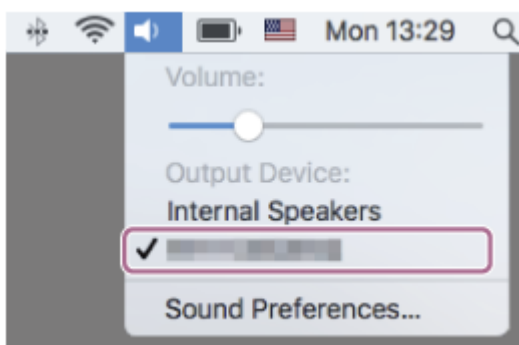 Mon 13:29
Volume:
Output Device:
Internal Speakers
Sound Preferences...